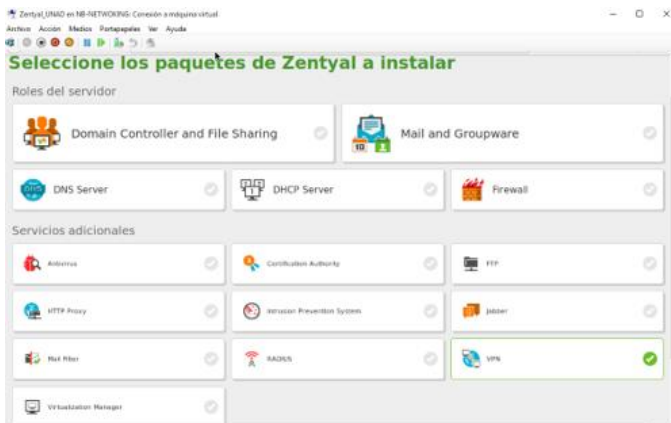 Zentyal_UNAD en NB-NETWOKING: Conexión a máquina virtual
Archivo Acción Medios Portapapeles Ver Ayuda
Seleccione los paquetes de Zentyal a instalar
Roles del servidor
Domain Controller and File Sharing
Mail and Groupware
DNS Server
DHCP Server
Firewall
Servicios adicionales
Antivirus
Certification Authority
FTP
HTTP Proxy
Intrusion Prevention System
Jabber
Mail Filter
RADIUS
VPN
Virtualization Manager